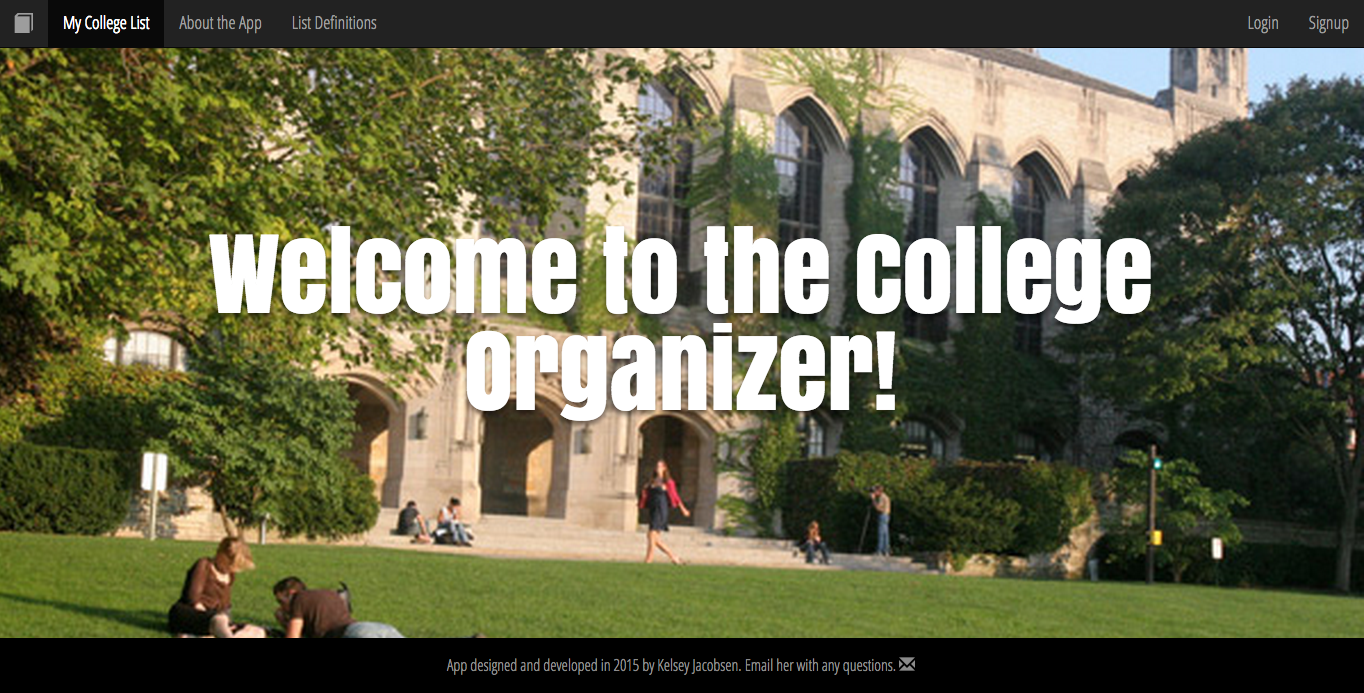 My College List About the App List Definitions Login Signup
Welcome to the College
Organizer!
App designed and developed in 2015 by Kelsey Jacobsen. Email her with any questions.